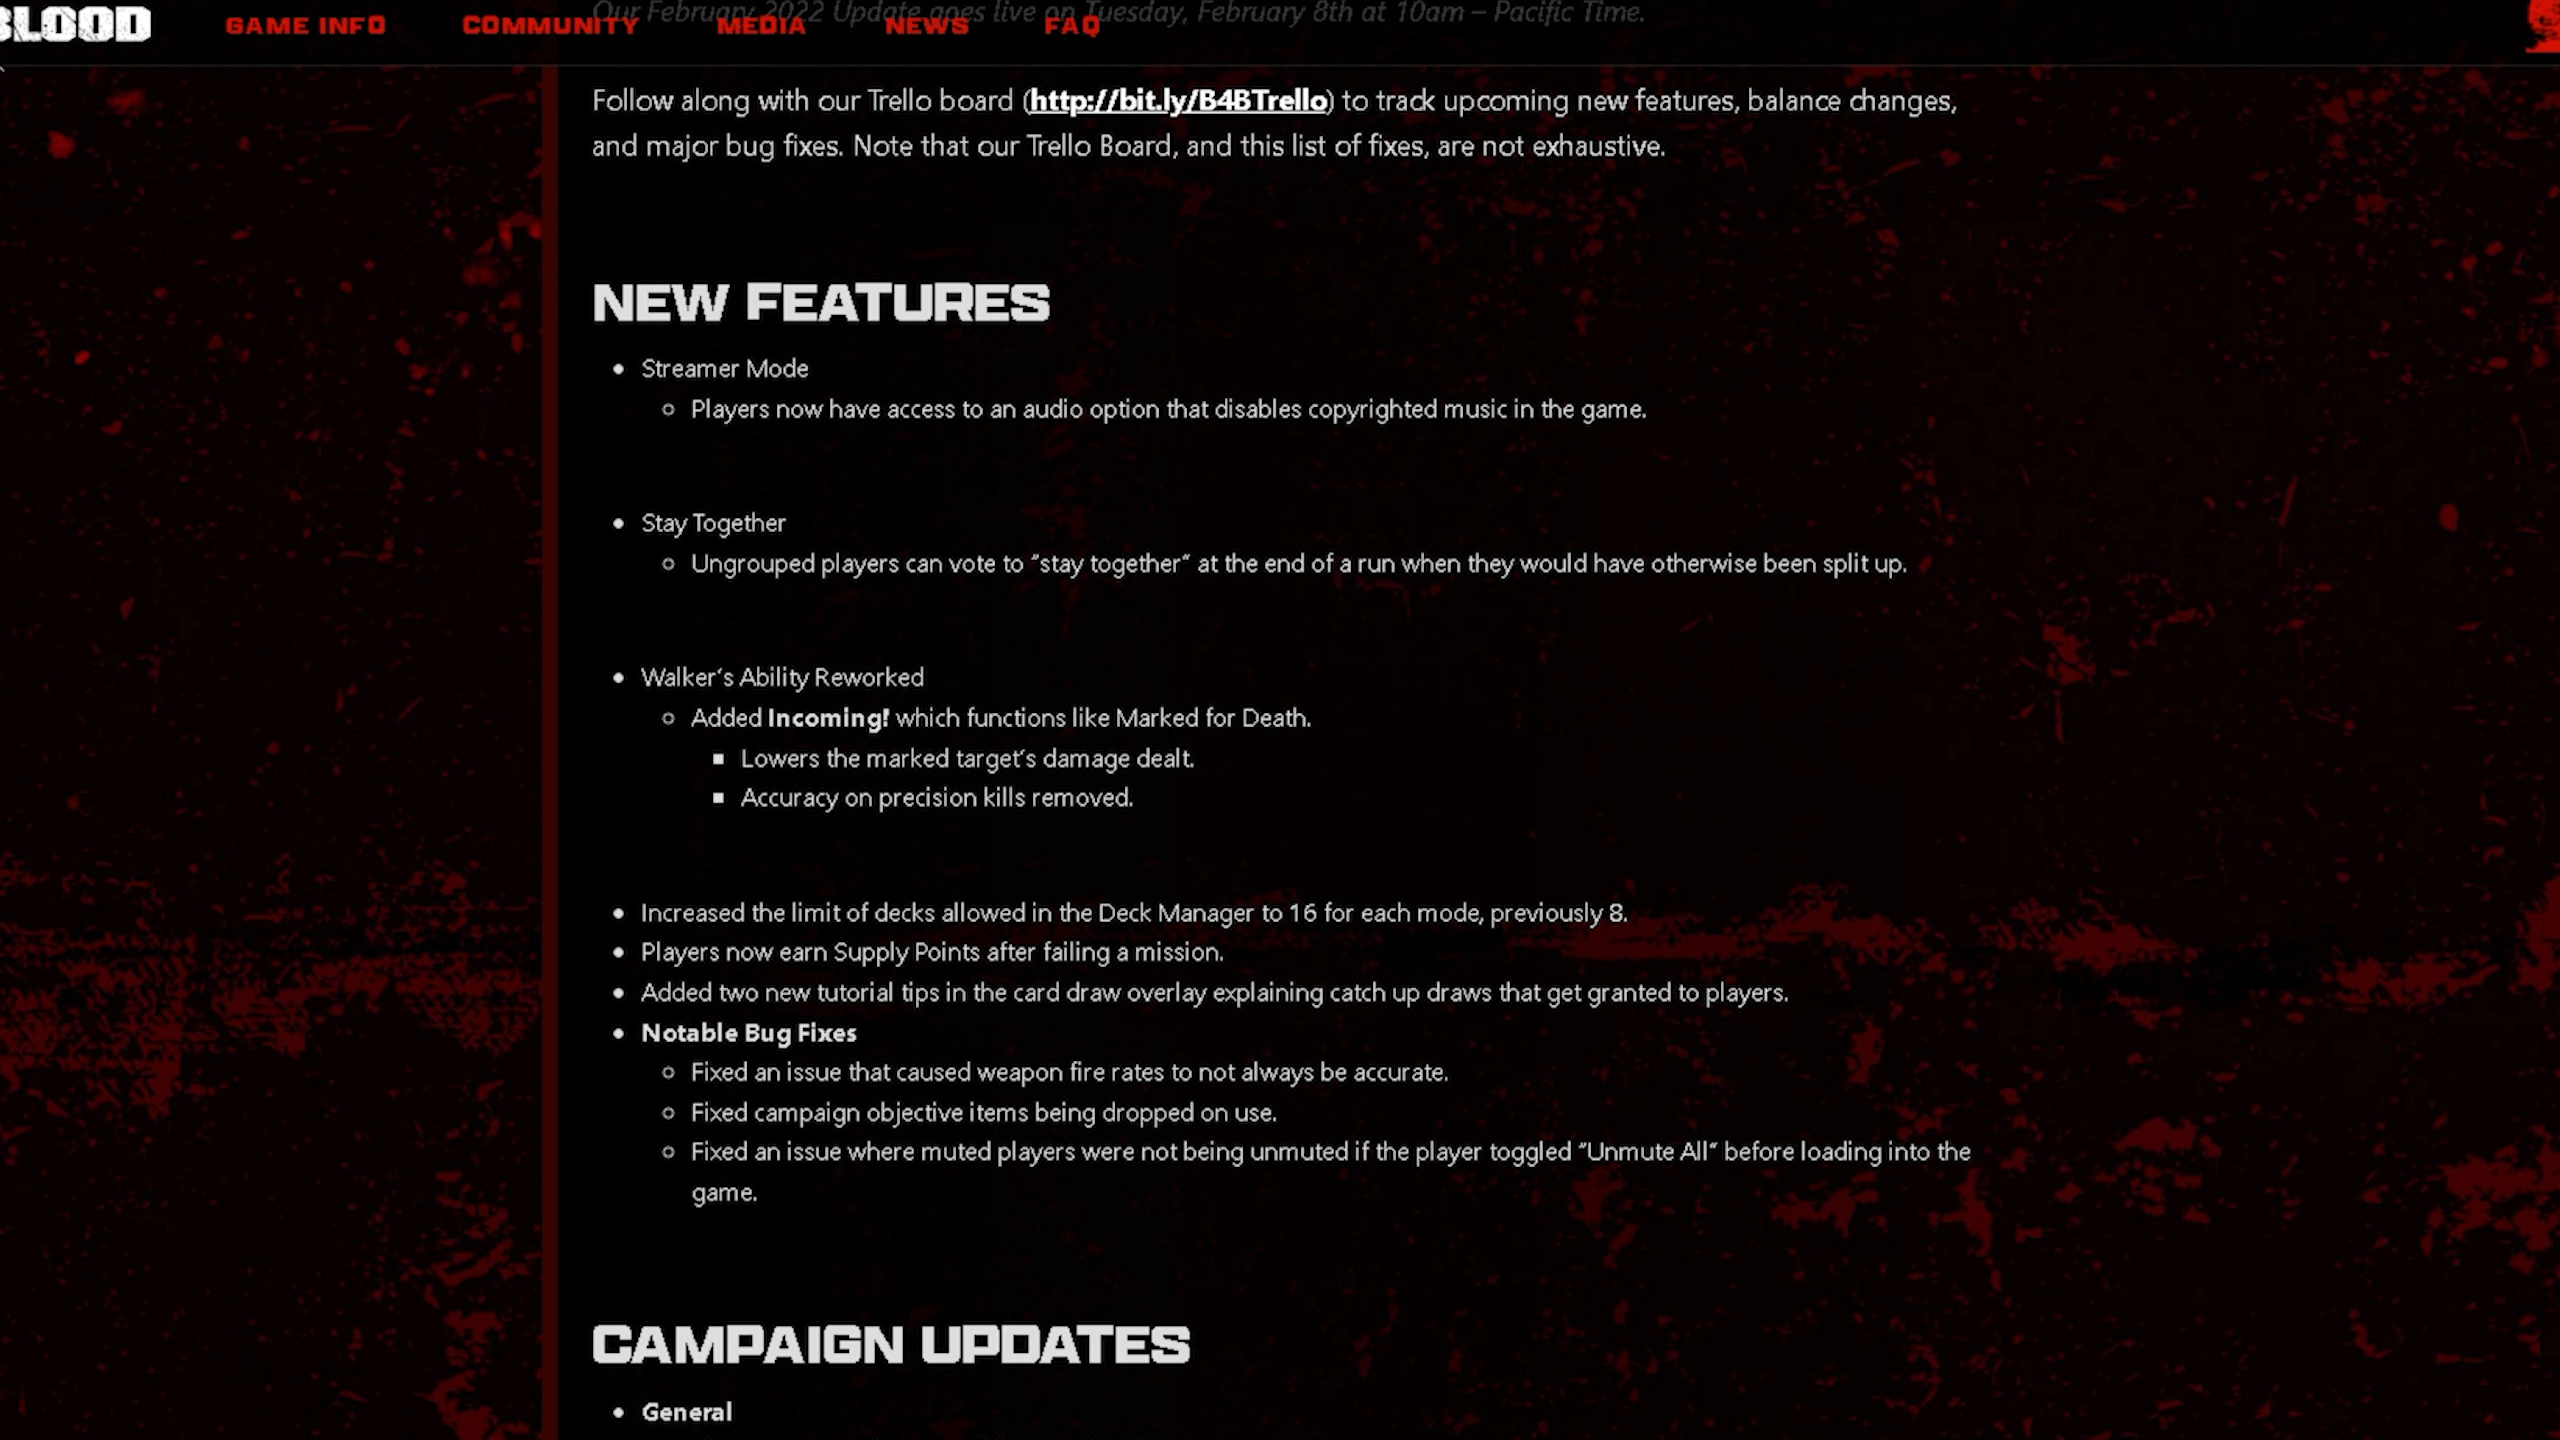 Our February 2022 Update goes live on Tuesday, February 8th at 10am – Pacific Time.
BLOOD GAME INFO COMMUNITY MEDIA NEWS FAQ
Follow along with our Trello board (http://bit.ly/B4BTrello) to track upcoming new features, balance changes,
and major bug fixes. Note that our Trello Board, and this list of fixes, are not exhaustive.
NEW FEATURES
Streamer Mode
Players now have access to an audio option that disables copyrighted music in the game.
Stay Together
Ungrouped players can vote to “stay together” at the end of a run when they would have otherwise been split up.
Walker’s Ability Reworked
Added Incoming! which functions like Marked for Death.
Lowers the marked target’s damage dealt.
Accuracy on precision kills removed.
Increased the limit of decks allowed in the Deck Manager to 16 for each mode, previously 8.
Players now earn Supply Points after failing a mission.
Added two new tutorial tips in the card draw overlay explaining catch up draws that get granted to players.
Notable Bug Fixes
Fixed an issue that caused weapon fire rates to not always be accurate.
Fixed campaign objective items being dropped on use.
Fixed an issue where muted players were not being unmuted if the player toggled “Unmute All” before loading into the
game.
CAMPAIGN UPDATES
General